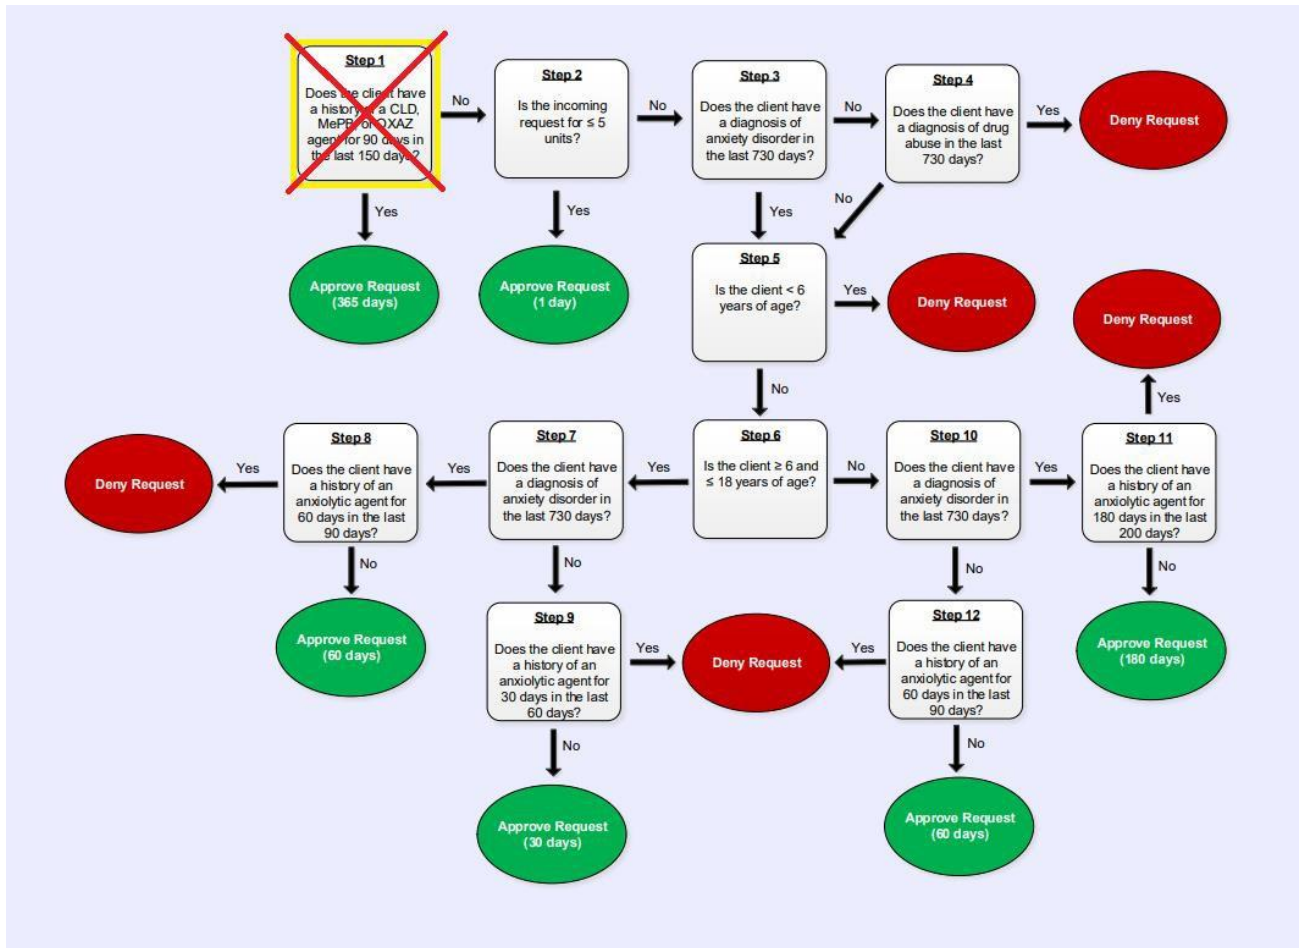 Step 1
Does the client have
a history of a CLD,
MePB, or OXAZ
agent for 90 days in
the last 150 days?
No
Yes
Approve Request
(365 days)
Step 2
Is the incoming
request for ≤ 5
units?
No
Yes
Approve Request
(1 day)
Step 3
Does the client have
a diagnosis of
anxiety disorder in
the last 730 days?
No
Yes
Step 4
Does the client have
a diagnosis of drug
abuse in the last
730 days?
Yes
Deny Request
No
Step 5
Is the client < 6
years of age?
Yes
Deny Request
No
Step 6
Is the client ≥ 6 and
≤ 18 years of age?
Yes
No
Step 7
Does the client have
a diagnosis of
anxiety disorder in
the last 730 days?
Yes
No
Step 8
Does the client have
a history of an
anxiolytic agent for
60 days in the last
90 days?
Yes
Deny Request
No
Approve Request
(60 days)
Step 9
Does the client have
a history of an
anxiolytic agent for
30 days in the last
60 days?
Yes
Deny Request
No
Approve Request
(30 days)
Step 10
Does the client have
a diagnosis of
anxiety disorder in
the last 730 days?
Yes
No
Step 11
Does the client have
a history of an
anxiolytic agent for
180 days in the last
200 days?
Yes
Deny Request
No
Approve Request
(180 days)
Step 12
Does the client have
a history of an
anxiolytic agent for
60 days in the last
90 days?
Yes
No
Approve Request
(60 days)